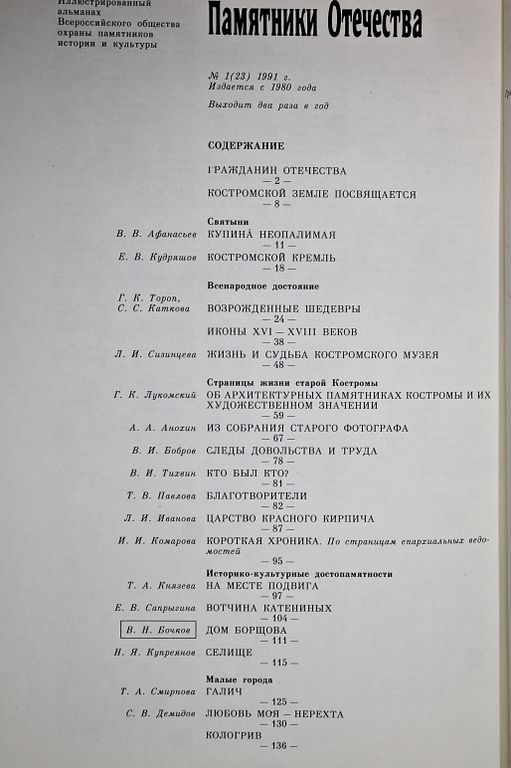 Иллюстрированный
альманах
Всероссийского общества
охраны памятников
истории и культуры
Памятники Отечества
№ 1(23) 1991 г.
Издается с 1980 года
Выходит два раза в год
СОДЕРЖАНИЕ
ГРАЖДАНИН ОТЕЧЕСТВА
— 2 —
КОСТРОМСКОЙ ЗЕМЛЕ ПОСВЯЩАЕТСЯ
— 8 —
Святыни
В. В. Афанасьев КУПИНА́ НЕОПАЛИМАЯ
— 11 —
Е. В. Кудряшов КОСТРОМСКОЙ КРЕМЛЬ
— 18 —
Всенародное достояние
Г. К. Тороп,
С. С. Каткова ВОЗРОЖДЕННЫЕ ШЕДЕВРЫ
— 24 —
ИКОНЫ XVI — XVIII ВЕКОВ
— 38 —
Л. И. Сизинцева ЖИЗНЬ И СУДЬБА КОСТРОМСКОГО МУЗЕЯ
— 48 —
Страницы жизни старой Костромы
Г. К. Лукомский ОБ АРХИТЕКТУРНЫХ ПАМЯТНИКАХ КОСТРОМЫ И ИХ
ХУДОЖЕСТВЕННОМ ЗНАЧЕНИИ
— 59 —
А. А. Анохин ИЗ СОБРАНИЯ СТАРОГО ФОТОГРАФА
— 67 —
В. И. Бобров СЛЕДЫ ДОВОЛЬСТВА И ТРУДА
— 78 —
В. И. Тихвин КТО БЫЛ КТО?
— 81 —
Т. В. Павлова БЛАГОТВОРИТЕЛИ
— 82 —
Л. И. Иванова ЦАРСТВО КРАСНОГО КИРПИЧА
— 87 —
И. И. Комарова КОРОТКАЯ ХРОНИКА. По страницам епархиальных ведо-
мостей
— 95 —
Историко-культурные достопамятности
Т. А. Князева НА МЕСТЕ ПОДВИГА
— 97 —
Е. В. Сапрыгина ВОТЧИНА КАТЕНИНЫХ
— 104 —
В. Н. Бочков ДОМ БОРЩОВА
— 111 —
Н. Я. Купреянов СЕЛИЩЕ
— 115 —
Малые города
Т. А. Смирнова ГАЛИЧ
— 125 —
С. В. Демидов ЛЮБОВЬ МОЯ — НЕРЕХТА
— 130 —
КОЛОГРИВ
— 136 —